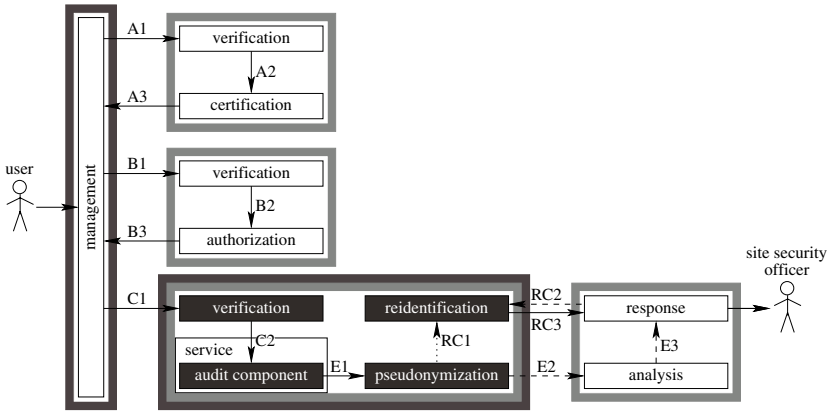 A1
verification
A2
A3
certification
user
management
B1
verification
B2
B3
authorization
site security
officer
C1
verification
reidentification
RC2
response
RC3
C2
RC1
E3
service
audit component
E1
pseudonymization
E2
analysis